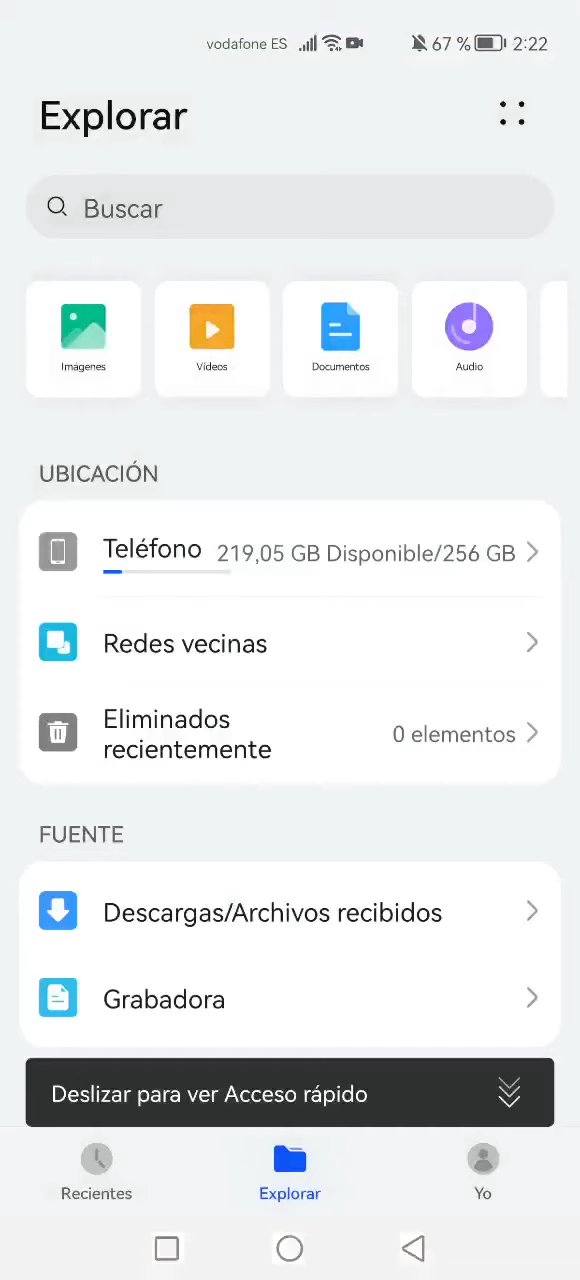 vodafone ES 67 % 2:22
Explorar
Buscar
Imágenes Vídeos Documentos Audio
UBICACIÓN
Teléfono 219,05 GB Disponible/256 GB
Redes vecinas
Eliminados
recientemente
0 elementos
FUENTE
Descargas/Archivos recibidos
Grabadora
Deslizar para ver Acceso rápido
Recientes Explorar Yo